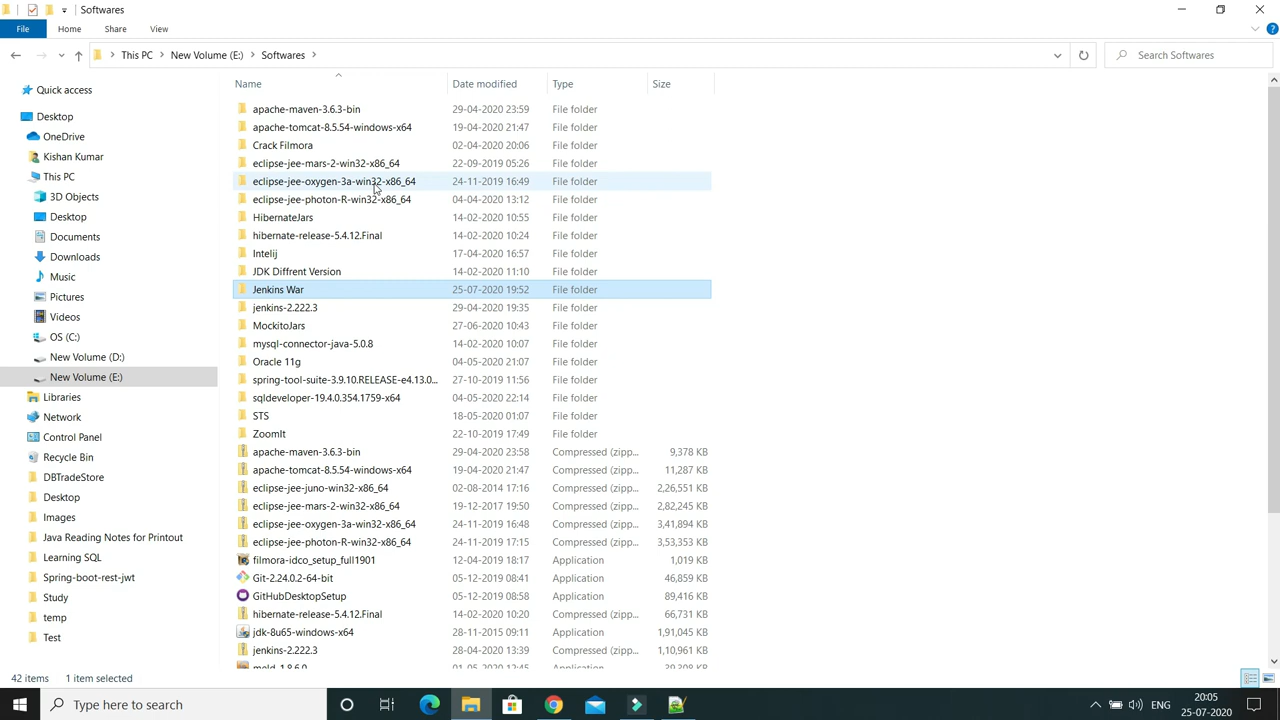 Softwares
File Home Share View
This PC New Volume (E:) Softwares Search Softwares
Name Date modified Type Size
Quick access
Desktop
OneDrive
Kishan Kumar
This PC
3D Objects
Desktop
Documents
Downloads
Music
Pictures
Videos
OS (C:)
New Volume (D:)
New Volume (E:)
Libraries
Network
Control Panel
Recycle Bin
DBTradeStore
Desktop
Images
Java Reading Notes for Printout
Learning SQL
Spring-boot-rest-jwt
Study
temp
Test
apache-maven-3.6.3-bin 29-04-2020 23:59 File folder
apache-tomcat-8.5.54-windows-x64 19-04-2020 21:47 File folder
Crack Filmora 02-04-2020 20:06 File folder
eclipse-jee-mars-2-win32-x86_64 22-09-2019 05:26 File folder
eclipse-jee-oxygen-3a-win32-x86_64 24-11-2019 16:49 File folder
eclipse-jee-photon-R-win32-x86_64 04-04-2020 13:12 File folder
HibernateJars 14-02-2020 10:55 File folder
hibernate-release-5.4.12.Final 14-02-2020 10:24 File folder
Intelij 17-04-2020 16:57 File folder
JDK Diffrent Version 14-02-2020 11:10 File folder
Jenkins War 25-07-2020 19:52 File folder
jenkins-2.222.3 29-04-2020 19:35 File folder
MockitoJars 27-06-2020 10:43 File folder
mysql-connector-java-5.0.8 14-02-2020 10:07 File folder
Oracle 11g 04-05-2020 21:07 File folder
spring-tool-suite-3.9.10.RELEASE-e4.13.0... 27-10-2019 11:56 File folder
sqldeveloper-19.4.0.354.1759-x64 04-05-2020 22:14 File folder
STS 18-05-2020 01:07 File folder
ZoomIt 22-10-2019 17:49 File folder
apache-maven-3.6.3-bin 29-04-2020 23:58 Compressed (zipp... 9,378 KB
apache-tomcat-8.5.54-windows-x64 19-04-2020 21:47 Compressed (zipp... 11,287 KB
eclipse-jee-juno-win32-x86_64 02-08-2014 17:16 Compressed (zipp... 2,26,551 KB
eclipse-jee-mars-2-win32-x86_64 19-12-2017 19:50 Compressed (zipp... 2,82,245 KB
eclipse-jee-oxygen-3a-win32-x86_64 24-11-2019 16:48 Compressed (zipp... 3,41,894 KB
eclipse-jee-photon-R-win32-x86_64 24-11-2019 17:15 Compressed (zipp... 3,53,353 KB
filmora-idco_setup_full1901 12-04-2019 18:17 Application 1,019 KB
Git-2.24.0.2-64-bit 05-12-2019 08:41 Application 46,859 KB
GitHubDesktopSetup 05-12-2019 08:58 Application 89,416 KB
hibernate-release-5.4.12.Final 14-02-2020 10:20 Compressed (zipp... 66,731 KB
jdk-8u65-windows-x64 28-11-2015 09:11 Application 1,91,045 KB
jenkins-2.222.3 28-04-2020 13:39 Compressed (zipp... 1,10,961 KB
meld-1.8.6.0 01-05-2020 12:45 Application 39,308 KB
42 items 1 item selected
Type here to search
ENG
20:05
25-07-2020